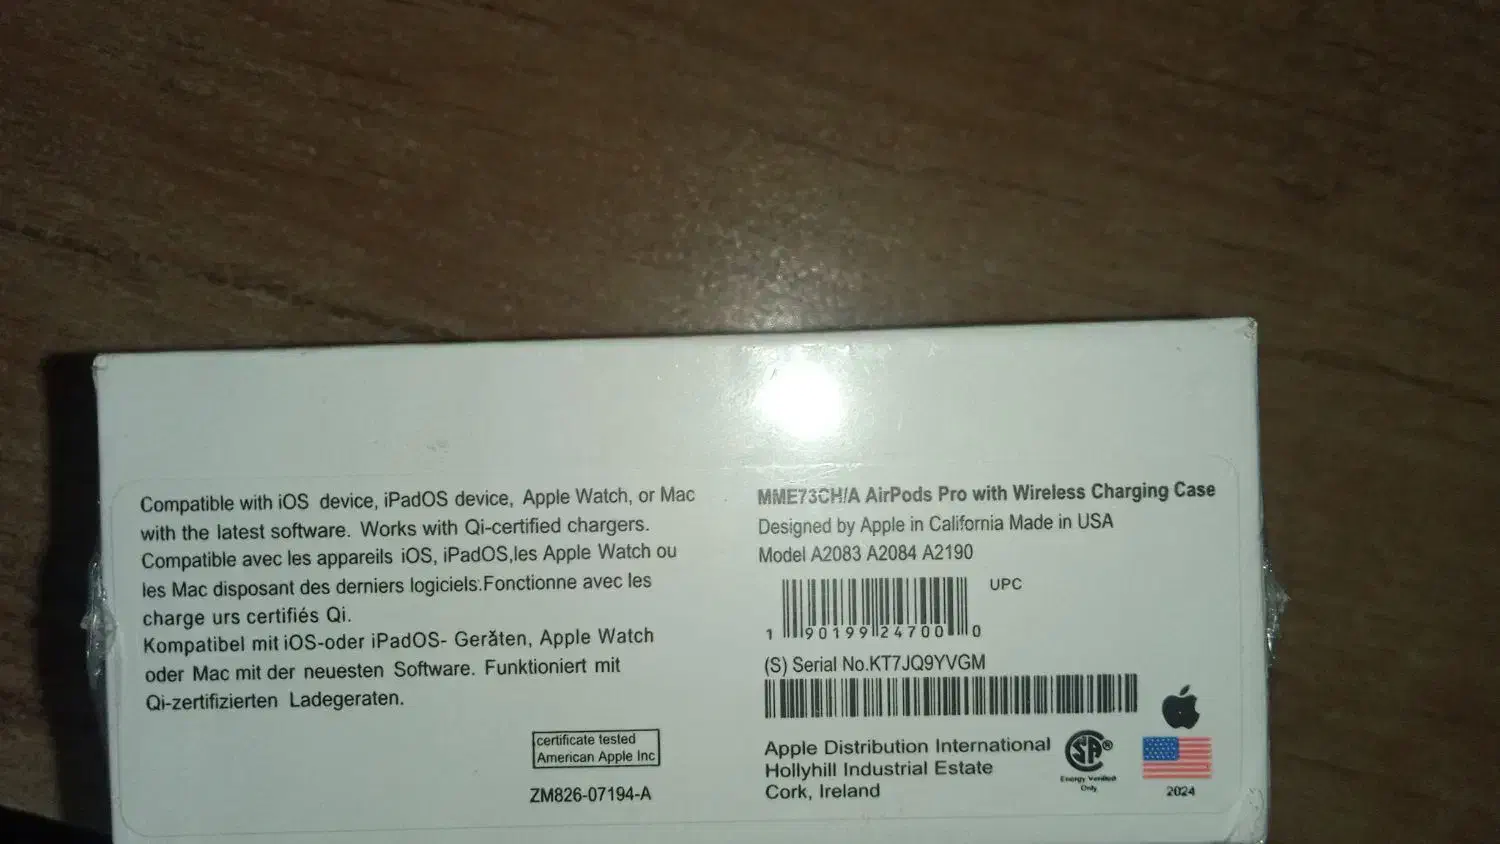 Compatible with iOS device, iPadOS device, Apple Watch, or Mac
with the latest software. Works with Qi-certified chargers.
Compatible avec les appareils iOS, iPadOS,les Apple Watch ou
les Mac disposant des derniers logiciels.Fonctionne avec les
charge urs certifiés Qi.
Kompatibel mit iOS-oder iPadOS- Gerăten, Apple Watch
oder Mac mit der neuesten Software. Funktioniert mit
Qi-zertifizierten Ladegeraten.
certificate tested
American Apple Inc
ZM826-07194-A
MME73CH/A AirPods Pro with Wireless Charging Case
Designed by Apple in California Made in USA
Model A2083 A2084 A2190
UPC
1 90199 24700 0
(S) Serial No.KT7JQ9YVGM
Apple Distribution International
Hollyhill Industrial Estate
Cork, Ireland
SA®
Energy Verified
Only
2024